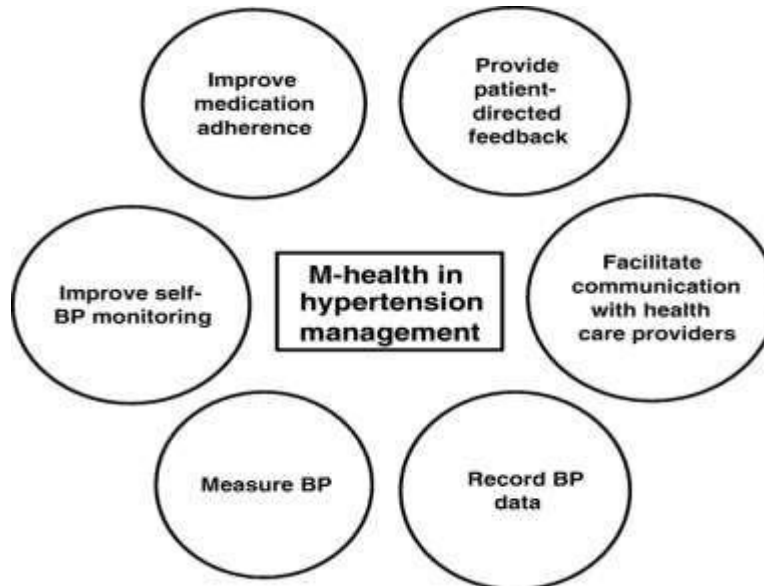 Improve
medication
adherence
Provide
patient-
directed
feedback
Improve self-
BP monitoring
M-health in
hypertension
management
Facilitate
communication
with health
care providers
Measure BP
Record BP
data